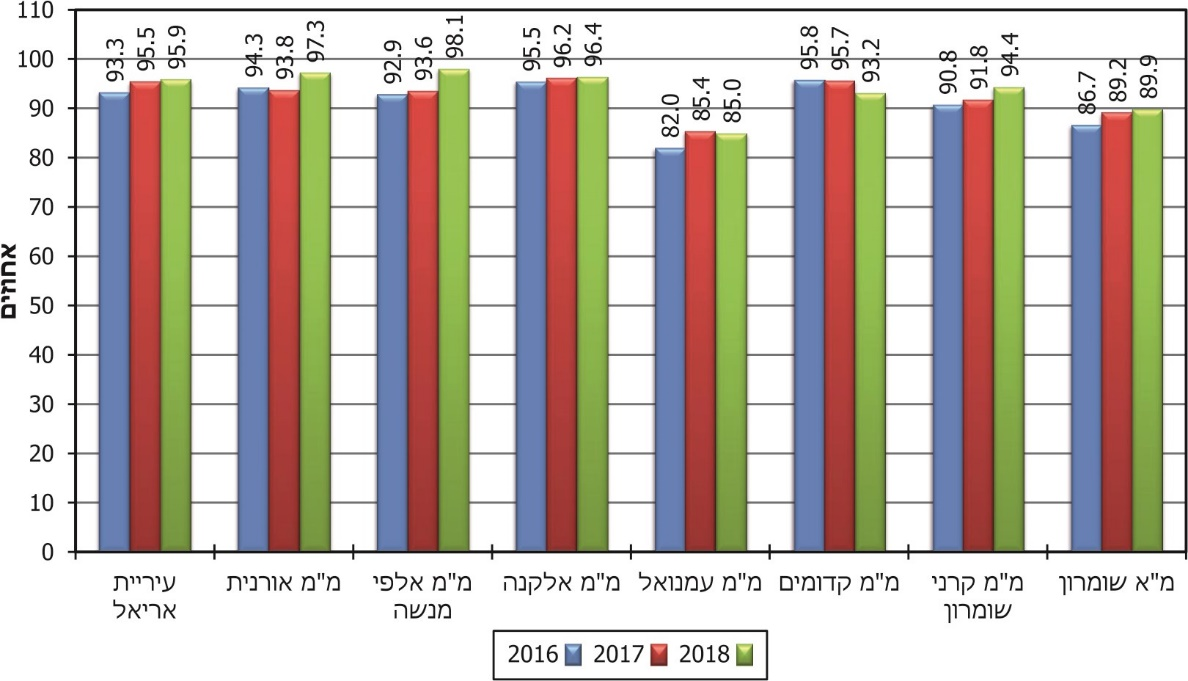 110
100
90
80
70
60
50
40
30
20
10
0
אחוזים
93.3 95.5 95.9
94.3 93.8 97.3
92.9 93.6 98.1
95.5 96.2 96.4
82.0 85.4 85.0
95.8 95.7 93.2
90.8 91.8 94.4
86.7 89.2 89.9
עיריית
אריאל
מ"מ אורנית
מ"מ אלפי
מנשה
מ"מ אלקנה
מ"מ עמנואל
מ"מ קדומים
מ"מ קרני
שומרון
מ"א שומרון
2016 2017 2018